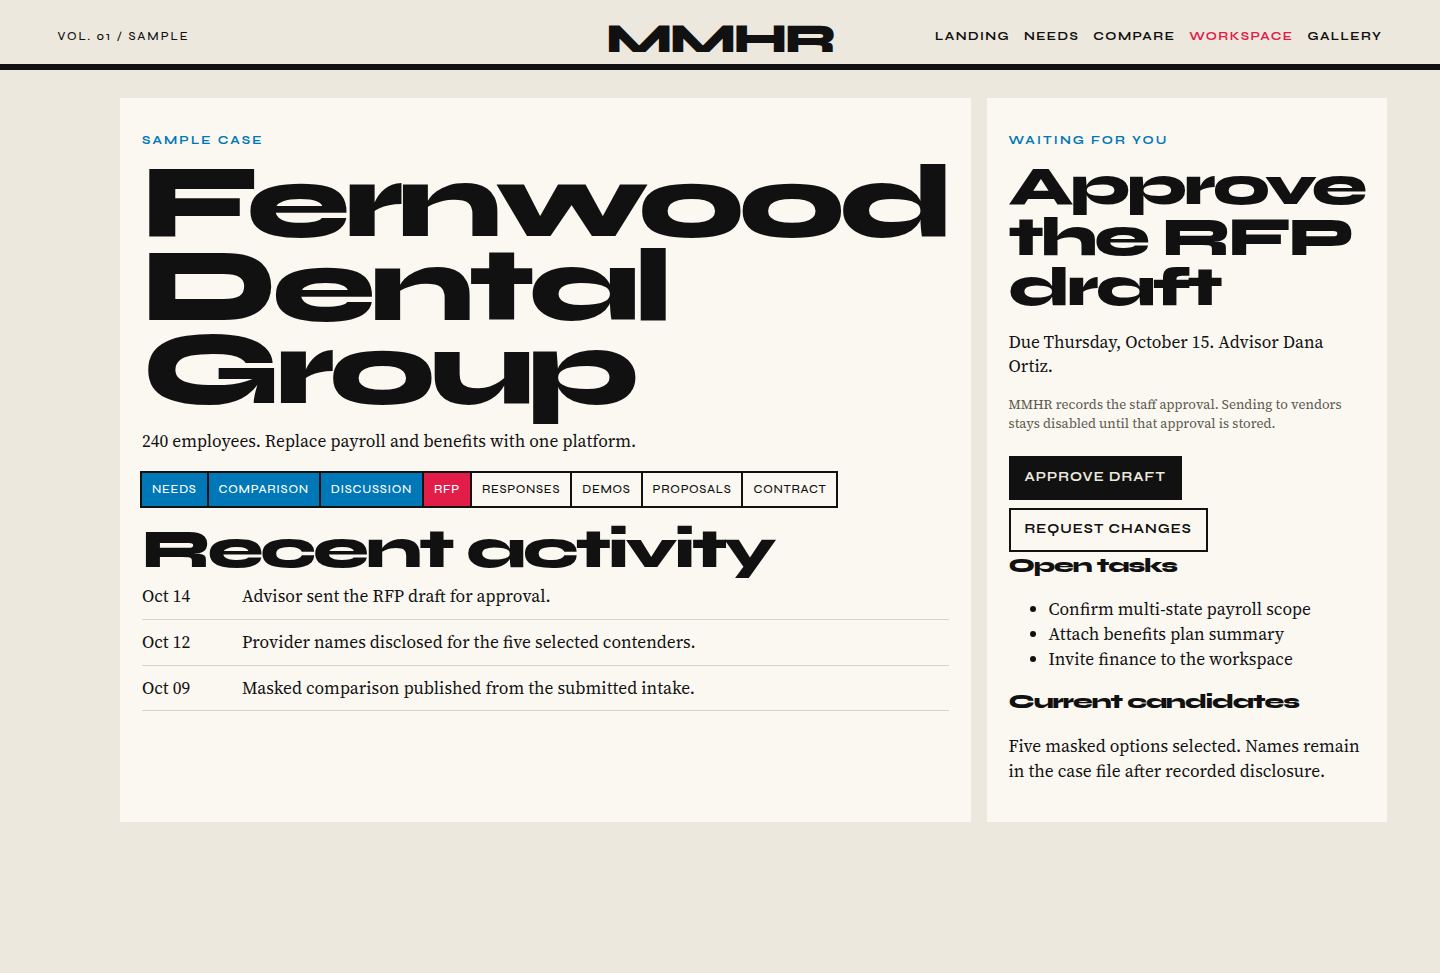 VOL. 01 / SAMPLE
MMHR
LANDING NEEDS COMPARE WORKSPACE GALLERY
SAMPLE CASE
Fernwood
Dental
Group
240 employees. Replace payroll and benefits with one platform.
NEEDS COMPARISON DISCUSSION RFP RESPONSES DEMOS PROPOSALS CONTRACT
Recent activity
Oct 14 Advisor sent the RFP draft for approval.
Oct 12 Provider names disclosed for the five selected contenders.
Oct 09 Masked comparison published from the submitted intake.
WAITING FOR YOU
Approve
the RFP
draft
Due Thursday, October 15. Advisor Dana
Ortiz.
MMHR records the staff approval. Sending to vendors
stays disabled until that approval is stored.
APPROVE DRAFT
REQUEST CHANGES
Open tasks
• Confirm multi-state payroll scope
• Attach benefits plan summary
• Invite finance to the workspace
Current candidates
Five masked options selected. Names remain
in the case file after recorded disclosure.